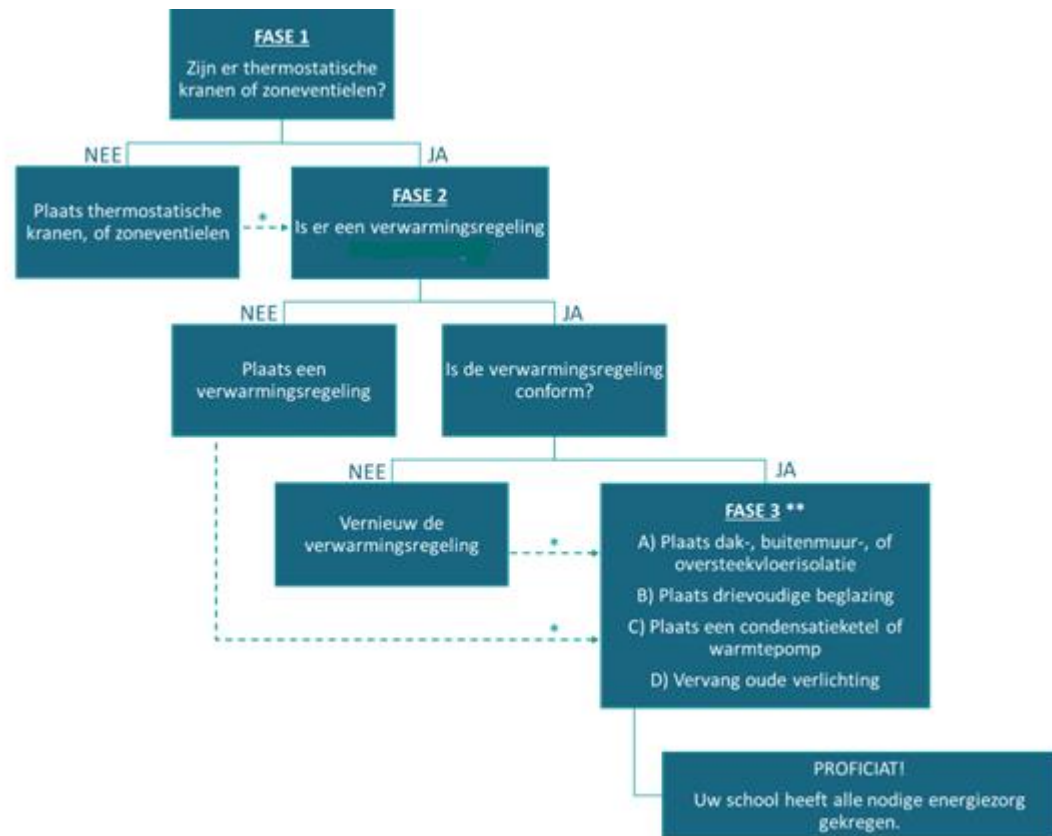 FASE 1
Zijn er thermostatische
kranen of zoneventielen?
NEE
JA
Plaats thermostatische
kranen, of zoneventielen
*
FASE 2
Is er een verwarmingsregeling
NEE
JA
Plaats een
verwarmingsregeling
Is de verwarmingsregeling
conform?
NEE
JA
Vernieuw de
verwarmingsregeling
*
*
FASE 3 **
A) Plaats dak-, buitenmuur-, of
oversteekvloerisolatie
B) Plaats drievoudige beglazing
C) Plaats een condensatieketel of
warmtepomp
D) Vervang oude verlichting
PROFICIAT!
Uw school heeft alle nodige energiezorg
gekregen.